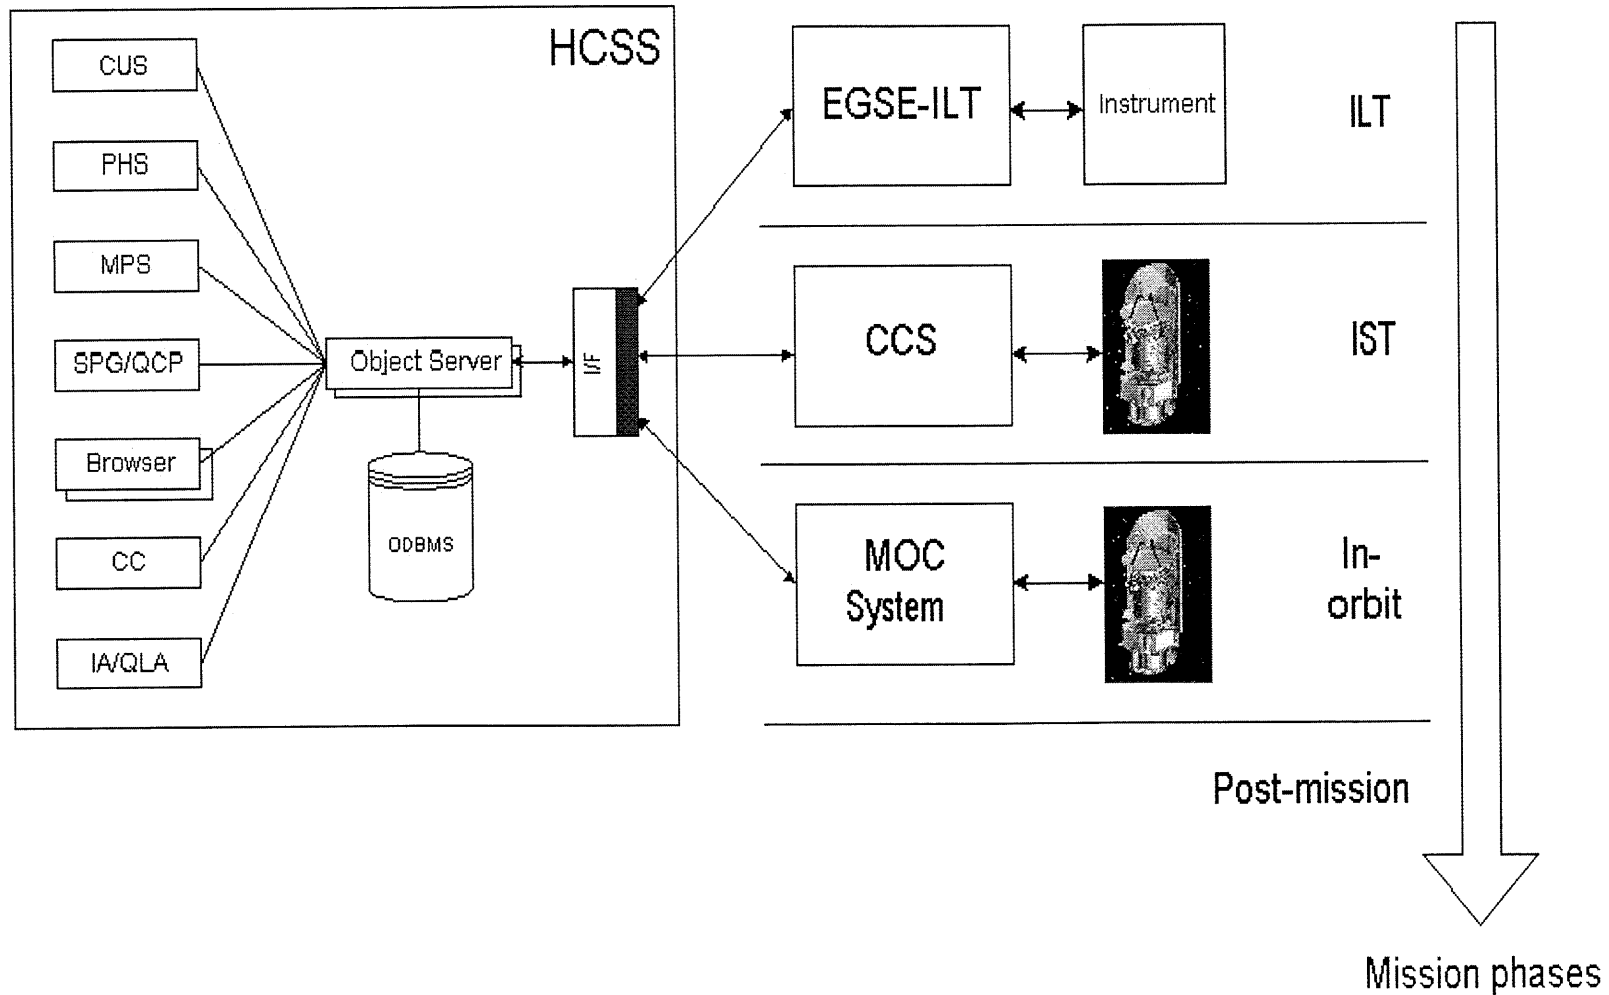 HCSS
CUS
PHS
MPS
SPG/QCP
Browser
CC
IA/QLA
Object Server
ODBMS
I/F
EGSE-ILT
Instrument
ILT
CCS
IST
MOC
System
In-
orbit
Post-mission
Mission phases